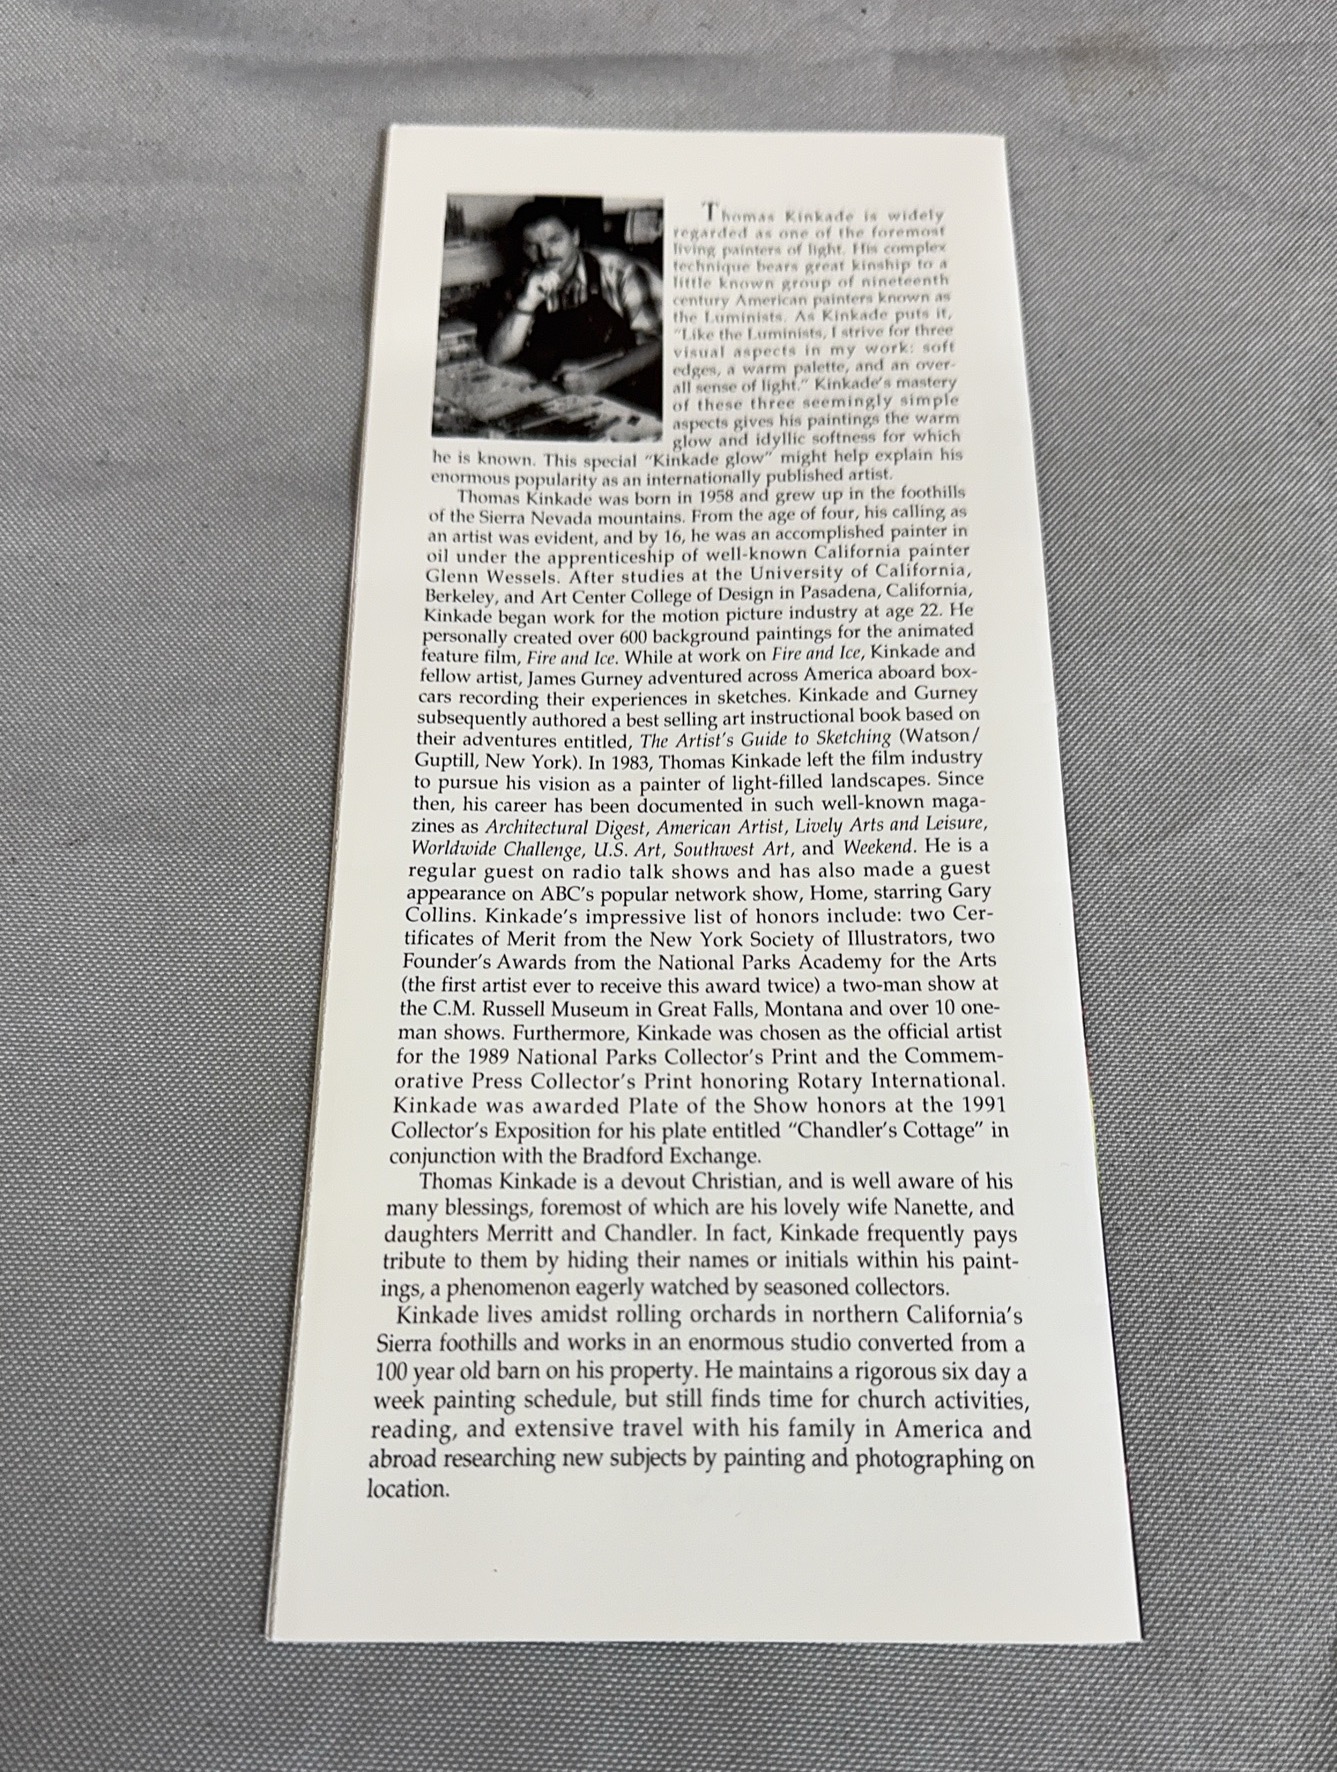 Thomas Kinkade is widely
regarded as one of the foremost
living painters of light. His complex
technique bears great kinship to a
little known group of nineteenth
century American painters known as
the Luminists. As Kinkade puts it,
"Like the Luminists, I strive for three
visual aspects in my work: soft
edges, a warm palette, and an over-
all sense of light." Kinkade's mastery
of these three seemingly simple
aspects gives his paintings the warm
glow and idyllic softness for which
he is known. This special "Kinkade glow" might help explain his
enormous popularity as an internationally published artist.
Thomas Kinkade was born in 1958 and grew up in the foothills
of the Sierra Nevada mountains. From the age of four, his calling as
an artist was evident, and by 16, he was an accomplished painter in
oil under the apprenticeship of well-known California painter
Glenn Wessels. After studies at the University of California,
Berkeley, and Art Center College of Design in Pasadena, California,
Kinkade began work for the motion picture industry at age 22. He
personally created over 600 background paintings for the animated
feature film, Fire and Ice. While at work on Fire and Ice, Kinkade and
fellow artist, James Gurney adventured across America aboard box-
cars recording their experiences in sketches. Kinkade and Gurney
subsequently authored a best selling art instructional book based on
their adventures entitled, The Artist's Guide to Sketching (Watson/
Guptill, New York). In 1983, Thomas Kinkade left the film industry
to pursue his vision as a painter of light-filled landscapes. Since
then, his career has been documented in such well-known maga-
zines as Architectural Digest, American Artist, Lively Arts and Leisure,
Worldwide Challenge, U.S. Art, Southwest Art, and Weekend. He is a
regular guest on radio talk shows and has also made a guest
appearance on ABC's popular network show, Home, starring Gary
Collins. Kinkade's impressive list of honors include: two Cer-
tificates of Merit from the New York Society of Illustrators, two
Founder's Awards from the National Parks Academy for the Arts
(the first artist ever to receive this award twice) a two-man show at
the C.M. Russell Museum in Great Falls, Montana and over 10 one-
man shows. Furthermore, Kinkade was chosen as the official artist
for the 1989 National Parks Collector's Print and the Commem-
orative Press Collector's Print honoring Rotary International.
Kinkade was awarded Plate of the Show honors at the 1991
Collector's Exposition for his plate entitled "Chandler's Cottage" in
conjunction with the Bradford Exchange.
Thomas Kinkade is a devout Christian, and is well aware of his
many blessings, foremost of which are his lovely wife Nanette, and
daughters Merritt and Chandler. In fact, Kinkade frequently pays
tribute to them by hiding their names or initials within his paint-
ings, a phenomenon eagerly watched by seasoned collectors.
Kinkade lives amidst rolling orchards in northern California's
Sierra foothills and works in an enormous studio converted from a
100 year old barn on his property. He maintains a rigorous six day a
week painting schedule, but still finds time for church activities,
reading, and extensive travel with his family in America and
abroad researching new subjects by painting and photographing on
location.